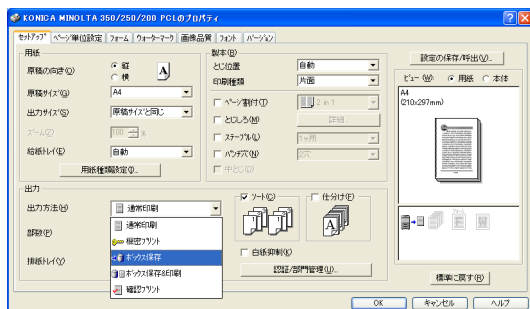 KONICA MINOLTA 350/250/200 PCLのプロパティ
セットアップ ページ単位設定 フォーム ウォーターマーク 画像品質 フォント バージョン
用紙
原稿の向き(O) 縦
横
A
原稿サイズ(G) A4
出力サイズ(Z) 原稿サイズと同じ
ズーム(Z) 100 %
給紙トレイ(E) 自動
用紙種類設定(I)...
製本(B)
とじ位置 自動
印刷種類 片面
ページ割付(T) 2 in 1
とじしろ(M) 詳細...
ステープル(L) 1ヶ所
パンチ穴(N) 2穴
中とじ(D)
設定の保存/呼出(V)...
ビュー(W): 用紙 本体
A4
(210x297mm)
出力
出力方法(H) 通常印刷
部数(P) 通常印刷
機密プリント
ボックス保存
排紙トレイ(Y) ボックス保存&印刷
確認プリント
ソート(C) 仕分け(F)
白紙抑制(K)
認証/部門管理(U)...
標準に戻す(R)
OK キャンセル ヘルプ